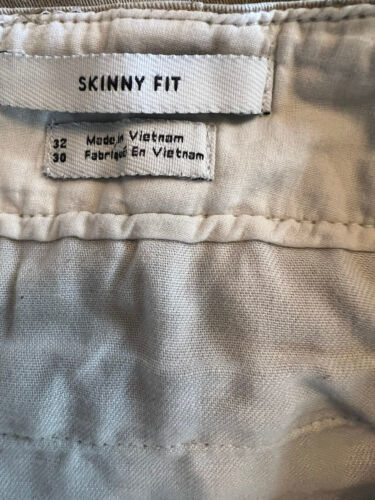 SKINNY FIT
32 Made in Vietnam
30 Fabriqué En Vietnam